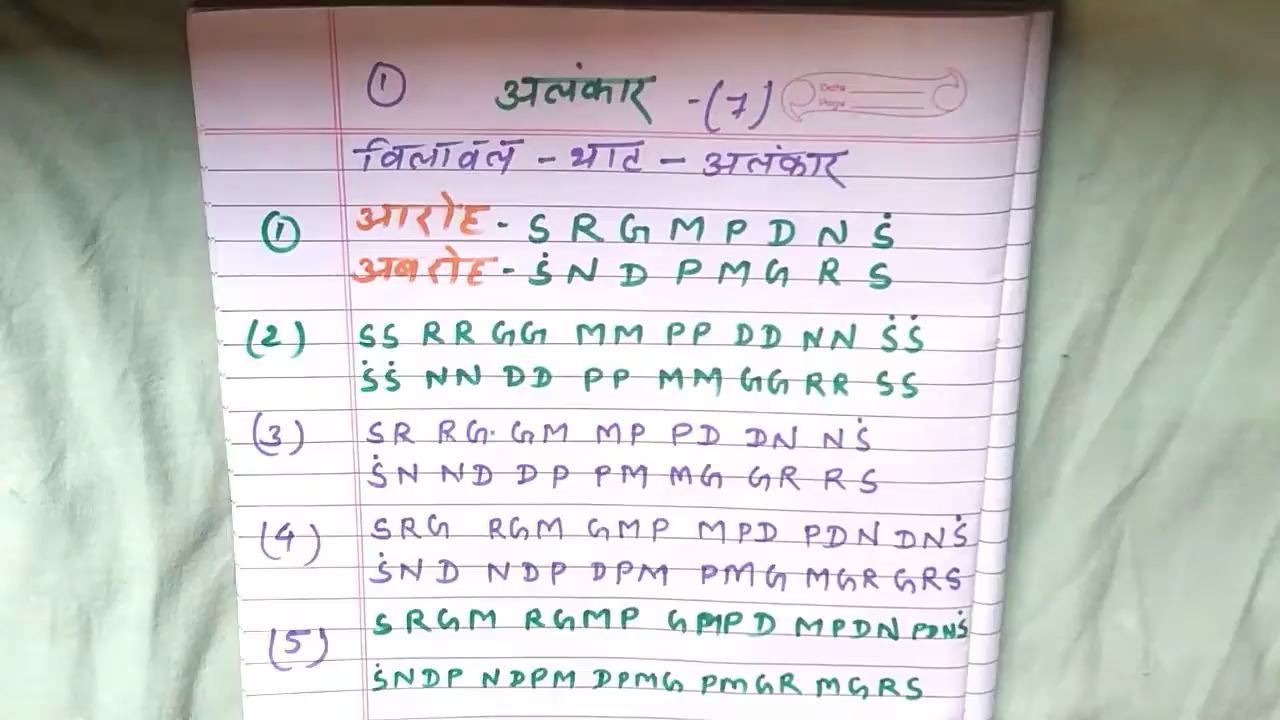 ① अलंकार -(7)
Date
Page
विलावल - थाट - अलंकार
① आरोह - S R G M P D N Ṡ
अबरोह - Ṡ N D P M G R S
(2) SS RR GG MM PP DD NN ṠṠ
ṠṠ NN DD PP MM GG RR SS
(3) SR RG. GM MP PD DN NṠ
ṠN ND DP PM MG GR RS
(4) SRG RGM GMP MPD PDN DNṠ
ṠND NDP DPM PMG MGR GRS
(5) SRGM RGMP GMPD MPDN PDNṠ
ṠNDP NDPM DPMG PMGR MGRS